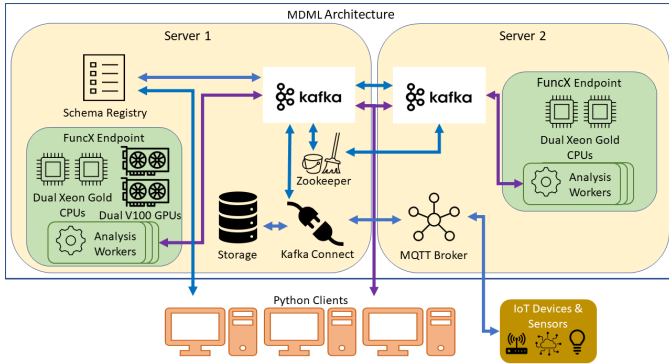 MDML Architecture
Server 1
Server 2
Schema Registry
kafka
kafka
FuncX Endpoint
Dual Xeon Gold
CPUs
Dual V100 GPUs
Analysis
Workers
Zookeeper
Storage
Kafka Connect
MQTT Broker
FuncX Endpoint
Dual Xeon Gold
CPUs
Analysis
Workers
Python Clients
IoT Devices &
Sensors